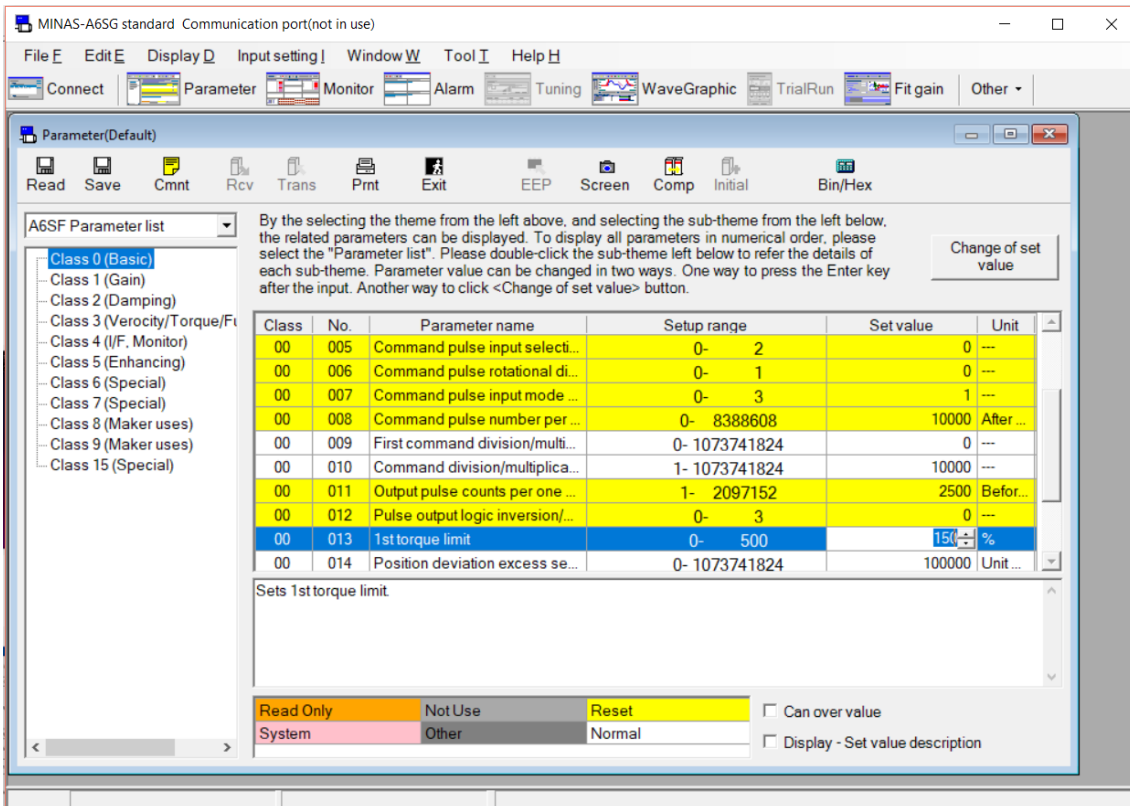 MINAS-A6SG standard  Communication port(not in use)
File F Edit E Display D Input setting I Window W Tool T Help H
Connect Parameter Monitor Alarm Tuning WaveGraphic TrialRun Fit gain Other
Parameter(Default)
Read Save Cmnt Rcv Trans Prnt Exit EEP Screen Comp Initial Bin/Hex
A6SF Parameter list
Class 0 (Basic)
Class 1 (Gain)
Class 2 (Damping)
Class 3 (Verocity/Torque/Fu
Class 4 (I/F, Monitor)
Class 5 (Enhancing)
Class 6 (Special)
Class 7 (Special)
Class 8 (Maker uses)
Class 9 (Maker uses)
Class 15 (Special)
By the selecting the theme from the left above, and selecting the sub-theme from the left below,
the related parameters can be displayed. To display all parameters in numerical order, please
select the "Parameter list". Please double-click the sub-theme left below to refer the details of
each sub-theme. Parameter value can be changed in two ways. One way to press the Enter key
after the input. Another way to click <Change of set value> button.
Change of set
value
Class No. Parameter name Setup range Set value Unit
00 005 Command pulse input selecti... 0- 2 0 ---
00 006 Command pulse rotational di... 0- 1 0 ---
00 007 Command pulse input mode ... 0- 3 1 ---
00 008 Command pulse number per ... 0- 8388608 10000 After ...
00 009 First command division/multi... 0- 1073741824 0 ---
00 010 Command division/multiplica... 1- 1073741824 10000 ---
00 011 Output pulse counts per one ... 1- 2097152 2500 Befor...
00 012 Pulse output logic inversion/... 0- 3 0 ---
00 013 1st torque limit 0- 500 150 %
00 014 Position deviation excess se... 0- 1073741824 100000 Unit ...
Sets 1st torque limit.
Read Only Not Use Reset
System Other Normal
Can over value
Display - Set value description